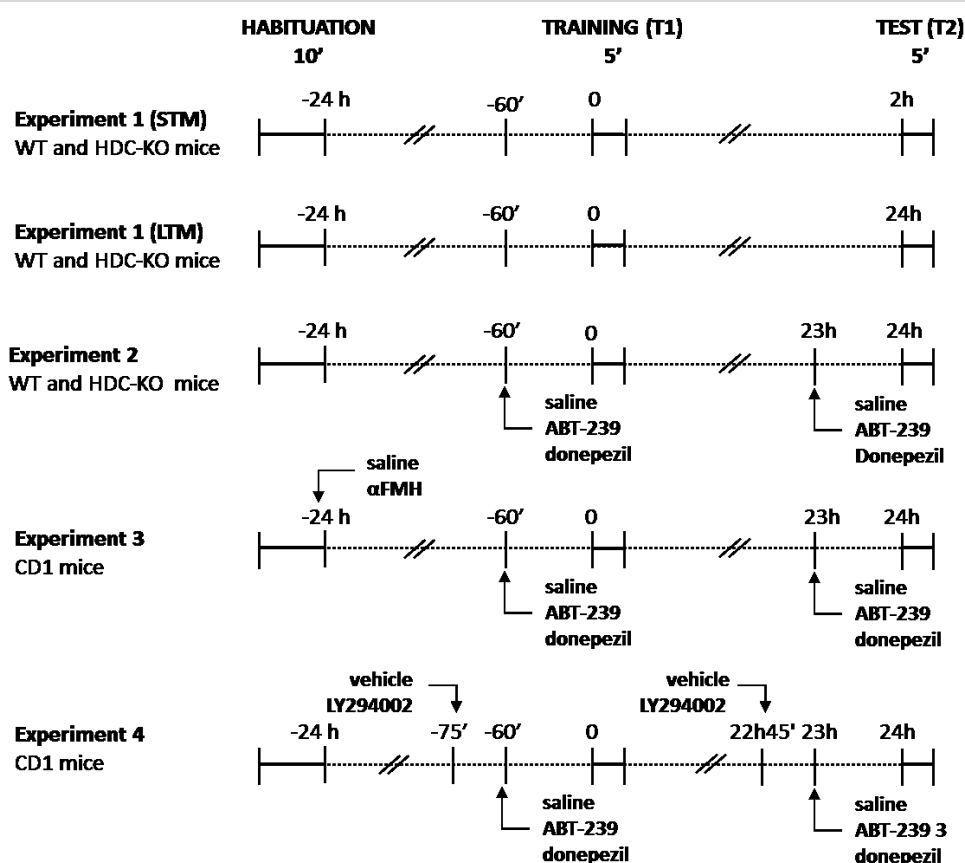 HABITUATION TRAINING (T1) TEST (T2)
10’ 5’ 5’
-24 h -60’ 0 2h
Experiment 1 (STM)
WT and HDC-KO mice
-24 h -60’ 0 24h
Experiment 1 (LTM)
WT and HDC-KO mice
-24 h -60’ 0 23h 24h
Experiment 2
WT and HDC-KO mice
saline saline
ABT-239 ABT-239
donepezil Donepezil
saline
αFMH
-24 h -60’ 0 23h 24h
Experiment 3
CD1 mice
saline saline
ABT-239 ABT-239
donepezil donepezil
vehicle vehicle
LY294002 LY294002
-24 h -75’ -60’ 0 22h45' 23h 24h
Experiment 4
CD1 mice
saline saline
ABT-239 ABT-239 3
donepezil donepezil